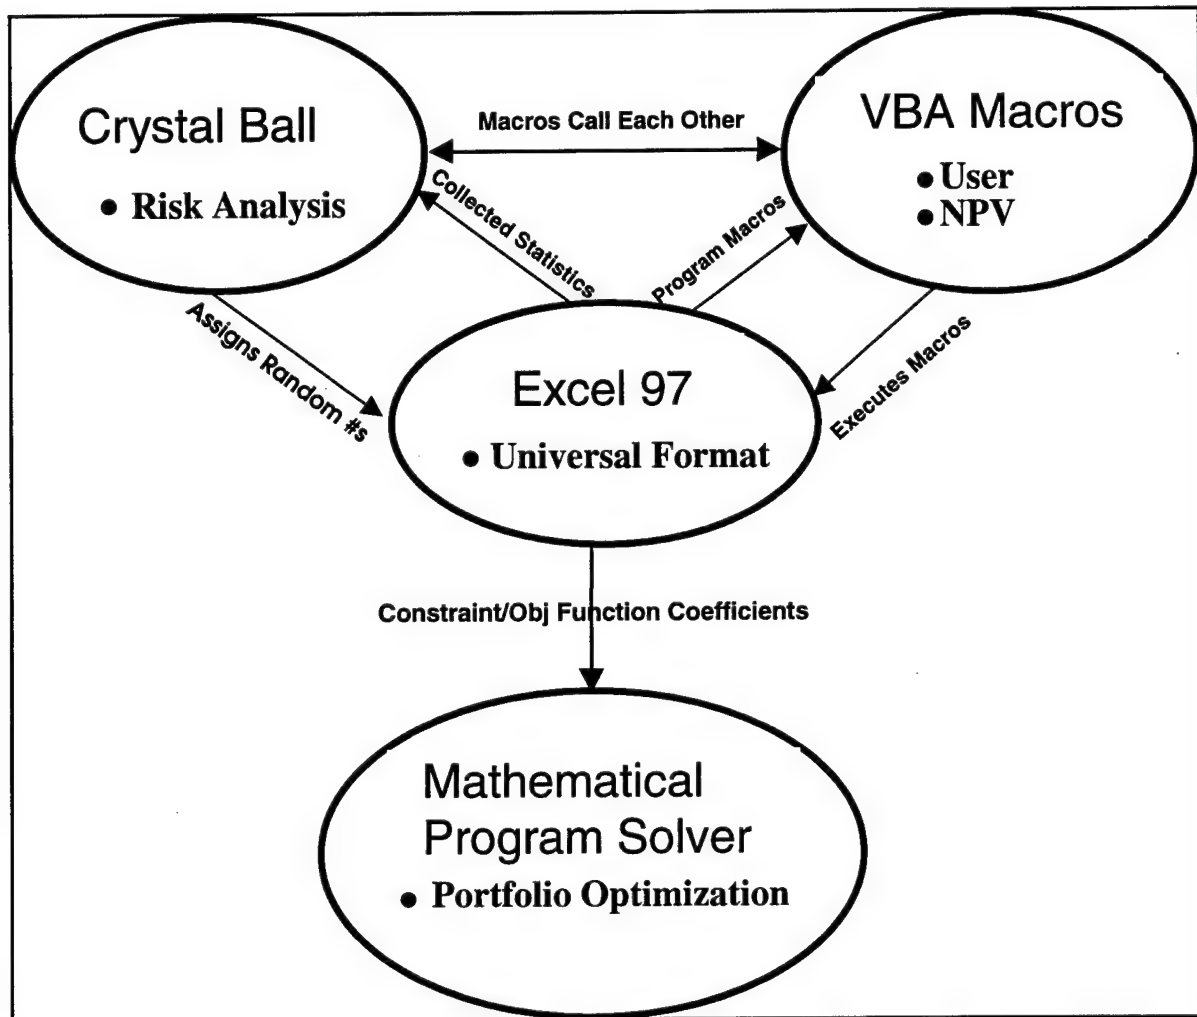 Crystal Ball
• Risk Analysis
Macros Call Each Other
VBA Macros
• User
• NPV
Collected Statistics
Program Macros
Assigns Random #s
Executes Macros
Excel 97
• Universal Format
Constraint/Obj Function Coefficients
Mathematical
Program Solver
• Portfolio Optimization